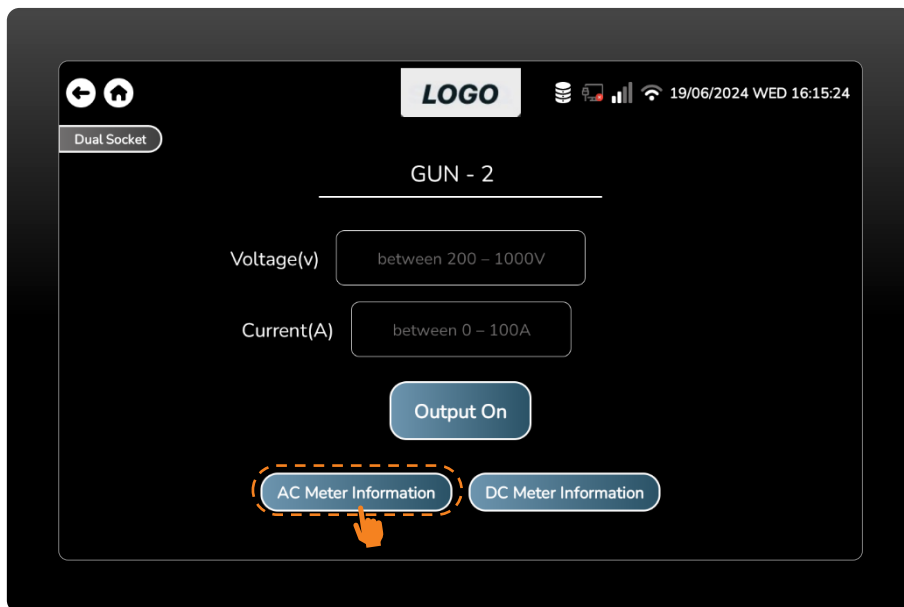 LOGO
19/06/2024 WED 16:15:24
Dual Socket
GUN - 2
Voltage(v)
between 200 – 1000V
Current(A)
between 0 – 100A
Output On
AC Meter Information
DC Meter Information